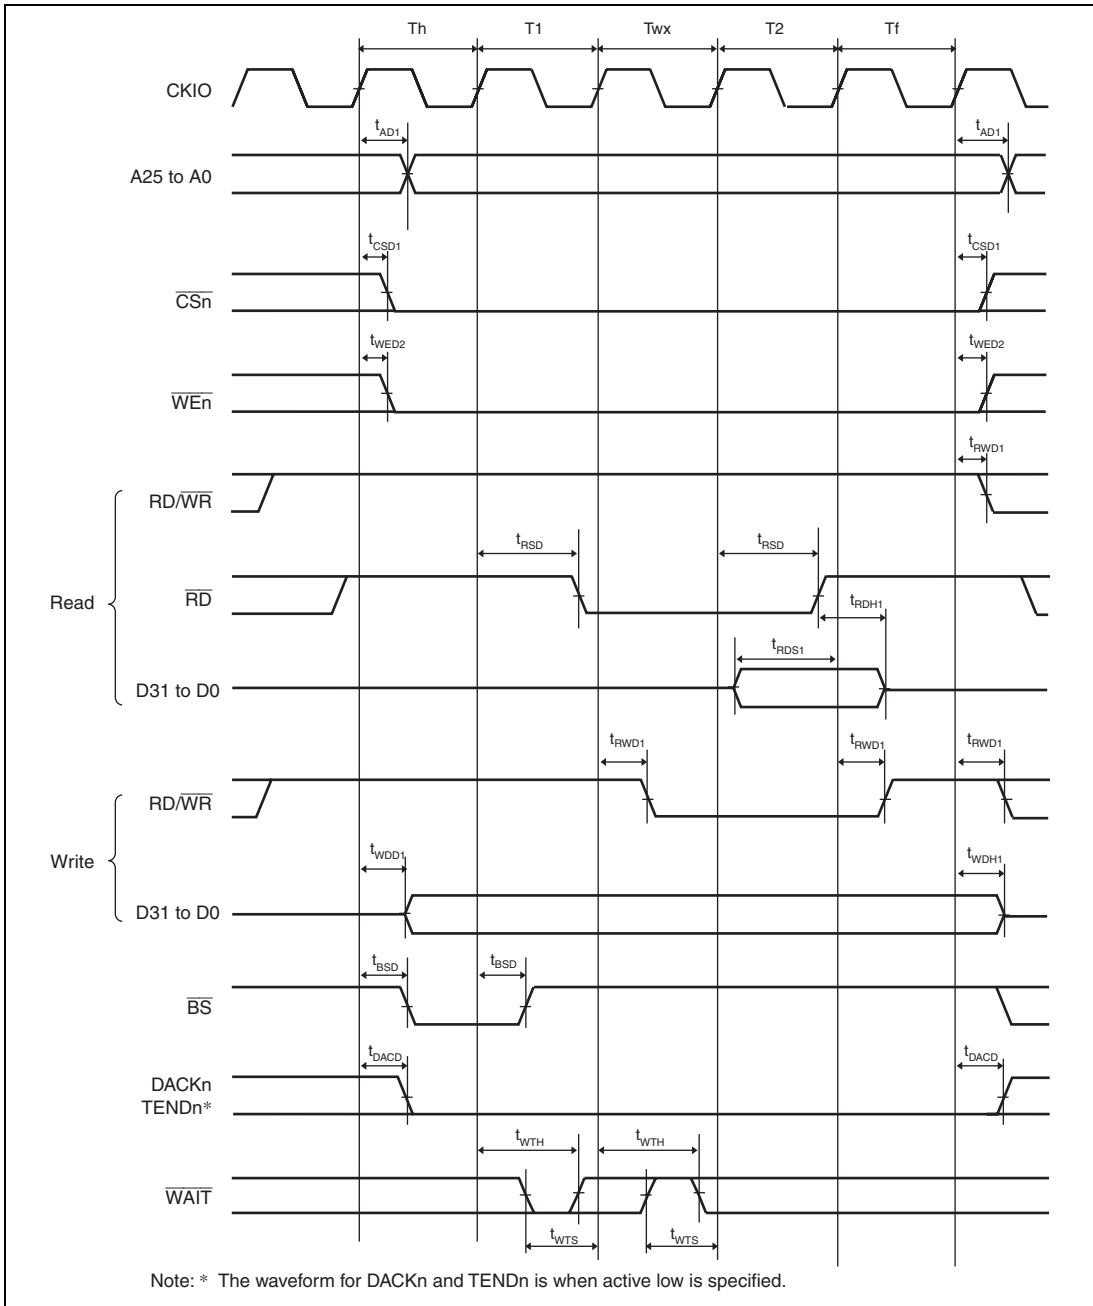 Th T1 Twx T2 Tf
CKIO
tAD1 tAD1
A25 to A0
tCSD1 tCSD1
CSn
tWED2 tWED2
WEn
tRWD1
RD/WR
tRSD tRSD
Read
RD
tRDH1
tRDS1
D31 to D0
tRWD1 tRWD1 tRWD1
RD/WR
Write
tWDD1 tWDH1
D31 to D0
tBSD tBSD
BS
tDACD tDACD
DACKn
TENDn*
tWTH tWTH
WAIT
tWTS tWTS
Note: * The waveform for DACKn and TENDn is when active low is specified.